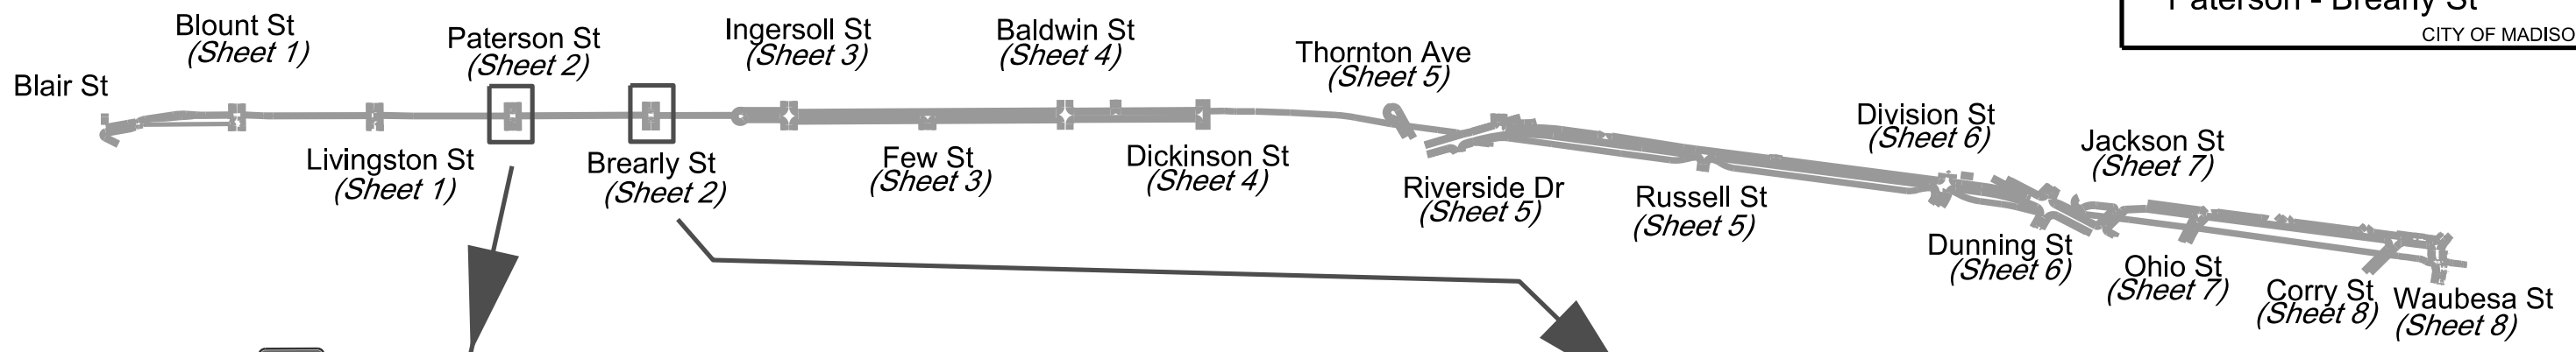 Paterson - Brearly St
CITY OF MADISO
Blair St
Blount St
(Sheet 1)
Livingston St
(Sheet 1)
Paterson St
(Sheet 2)
Brearly St
(Sheet 2)
Ingersoll St
(Sheet 3)
Few St
(Sheet 3)
Baldwin St
(Sheet 4)
Dickinson St
(Sheet 4)
Thornton Ave
(Sheet 5)
Riverside Dr
(Sheet 5)
Russell St
(Sheet 5)
Division St
(Sheet 6)
Dunning St
(Sheet 6)
Jackson St
(Sheet 7)
Ohio St
(Sheet 7)
Corry St
(Sheet 8)
Waubesa St
(Sheet 8)